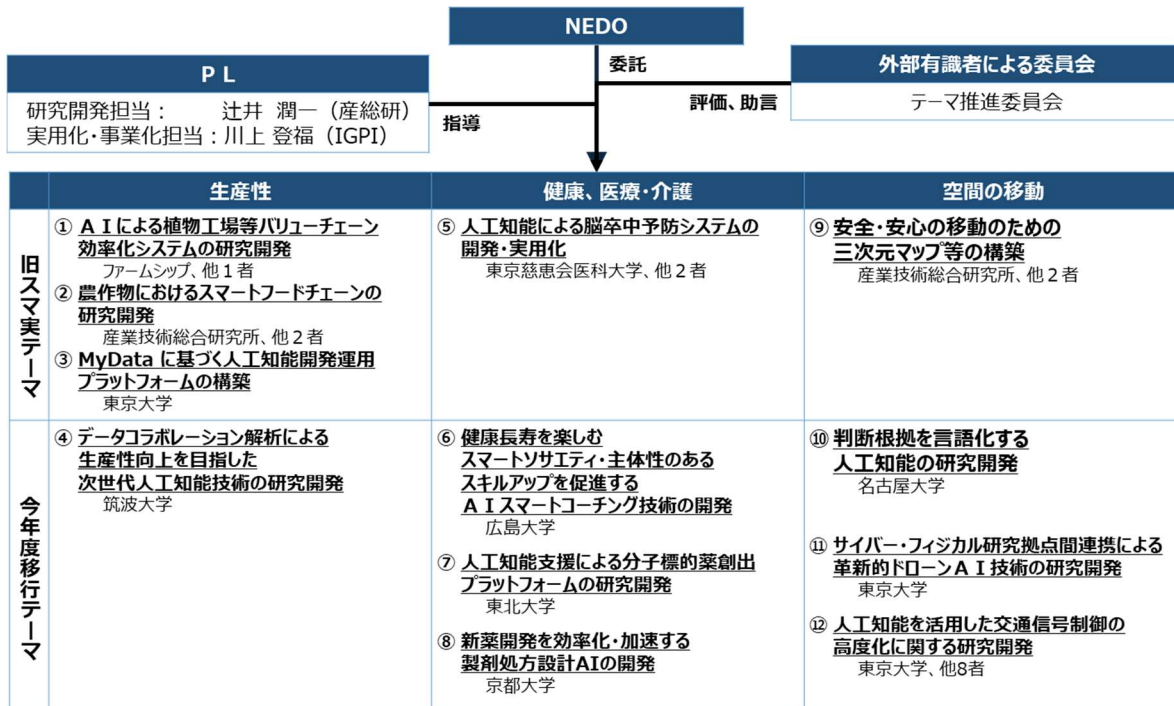 NEDO
委託
PL
研究開発担当： 辻井 潤一（産総研）
実用化・事業化担当：川上 登福（IGPI）
指導
外部有識者による委員会
テーマ推進委員会
評価、助言
生産性
健康、医療・介護
空間の移動
旧スマ実テーマ
① ＡＩによる植物工場等バリューチェーン
効率化システムの研究開発
ファームシップ、他１者
② 農作物におけるスマートフードチェーンの
研究開発
産業技術総合研究所、他２者
③ MyData に基づく人工知能開発運用
プラットフォームの構築
東京大学
⑤ 人工知能による脳卒中予防システムの
開発・実用化
東京慈恵会医科大学、他２者
⑨ 安全・安心の移動のための
三次元マップ等の構築
産業技術総合研究所、他２者
今年度移行テーマ
④ データコラボレーション解析による
生産性向上を目指した
次世代人工知能技術の研究開発
筑波大学
⑥ 健康長寿を楽しむ
スマートソサエティ・主体性のある
スキルアップを促進する
ＡＩスマートコーチング技術の開発
広島大学
⑦ 人工知能支援による分子標的薬創出
プラットフォームの研究開発
東北大学
⑧ 新薬開発を効率化・加速する
製剤処方設計AIの開発
京都大学
⑩ 判断根拠を言語化する
人工知能の研究開発
名古屋大学
⑪ サイバー・フィジカル研究拠点間連携による
革新的ドローンＡＩ技術の研究開発
東京大学
⑫ 人工知能を活用した交通信号制御の
高度化に関する研究開発
東京大学、他8者